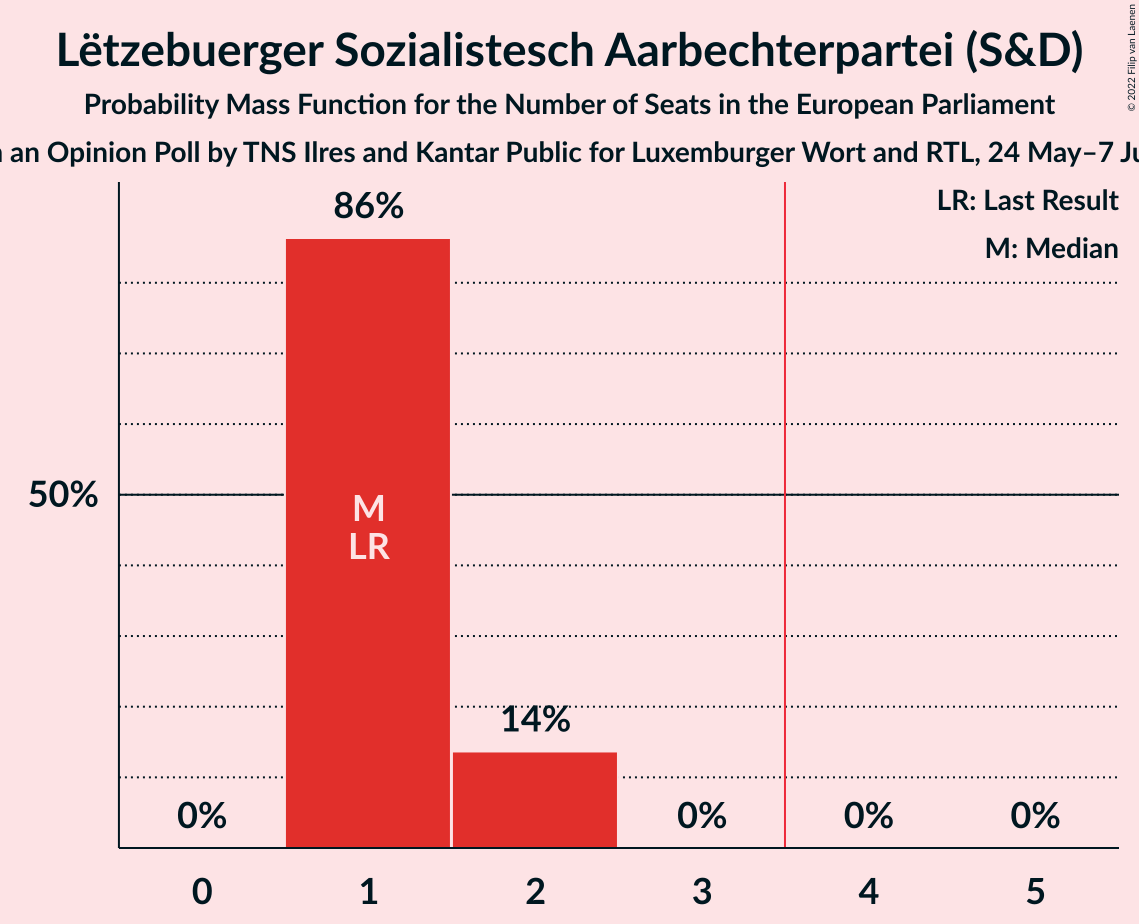 Lëtzebuerger Sozialistesch Aarbechterpartei (S&D)
Probability Mass Function for the Number of Seats in the European Parliament
an Opinion Poll by TNS Ilres and Kantar Public for Luxemburger Wort and RTL, 24 May–7
© 2022 Filip van Laenen
LR: Last Result
M: Median
86%
50%
M
LR
14%
0%
0%
0%
0%
0
1
2
3
4
5